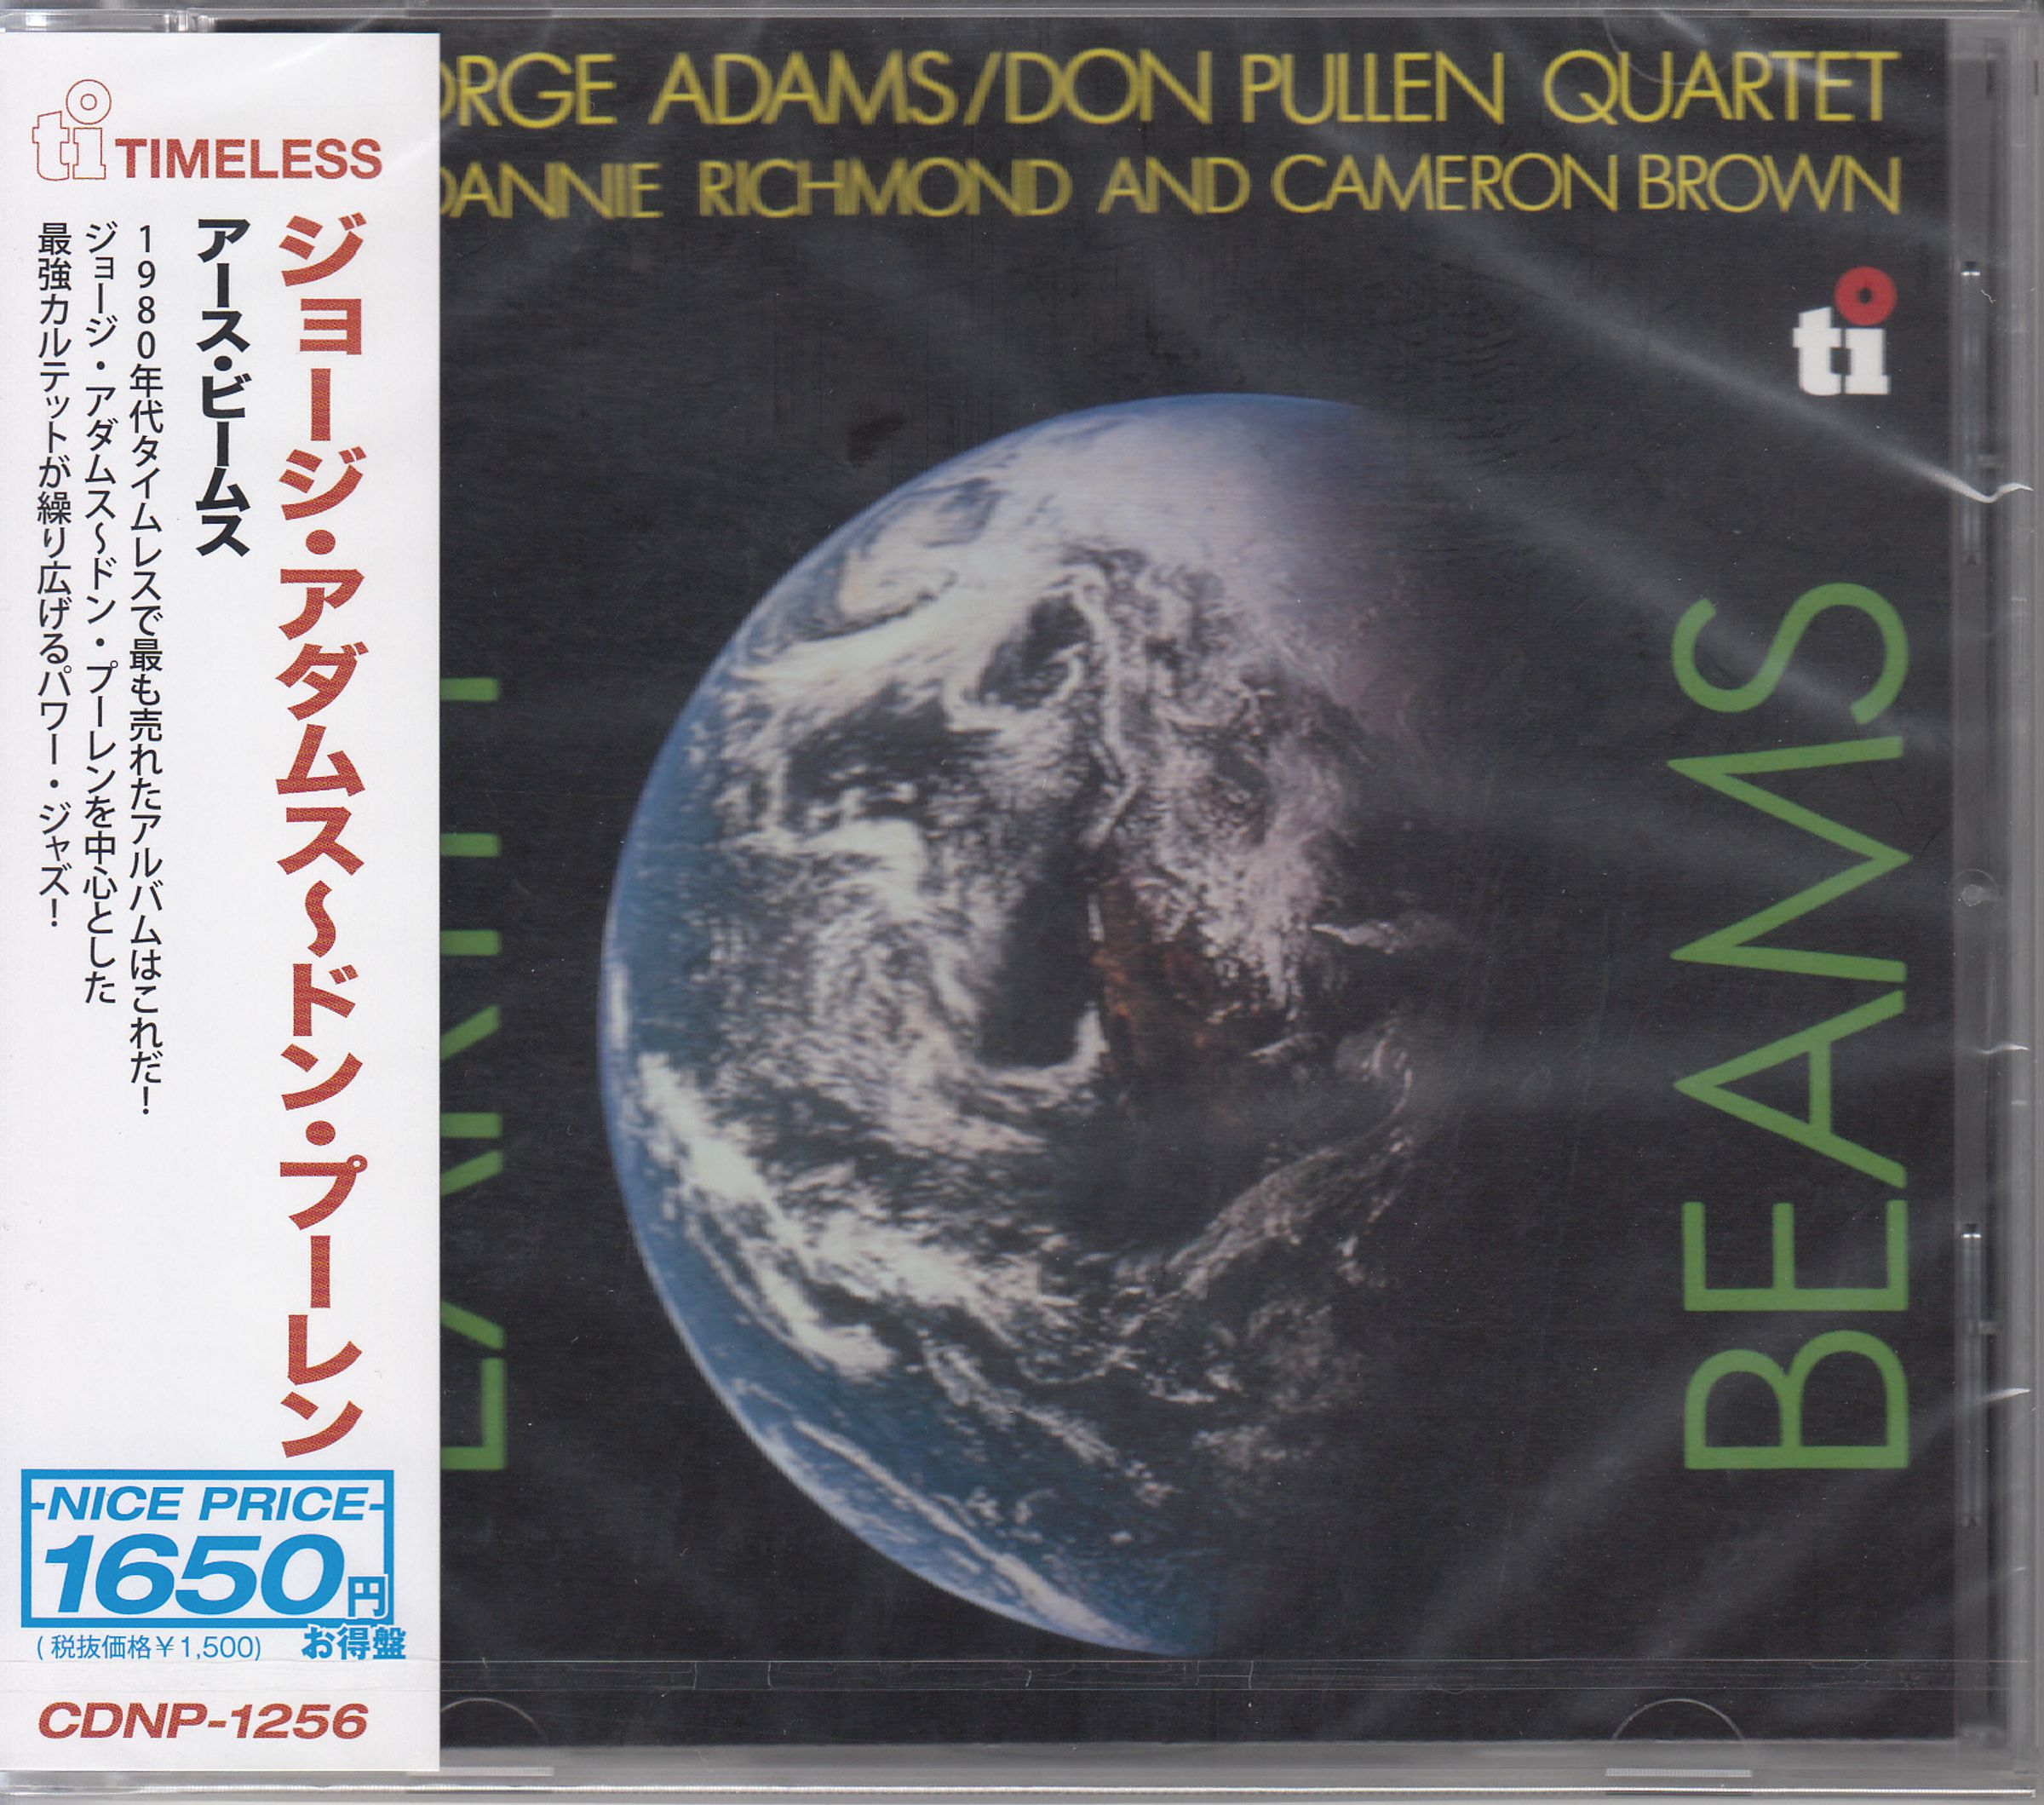 ti TIMELESS
ジョージ・アダムス〜ドン・プーレン
アース・ビームス
1980年代タイムレスで最も売れたアルバムはこれだ！
ジョージ・アダムス〜ドン・プーレンを中心とした
最強カルテットが繰り広げるパワー・ジャズ！
-NICE PRICE-
1650円
(税抜価格￥1,500) お得盤
CDNP-1256
ORGE ADAMS/DON PULLEN QUARTET
DANNIE RICHMOND AND CAMERON BROWN
ti
EARTH
BEAMS